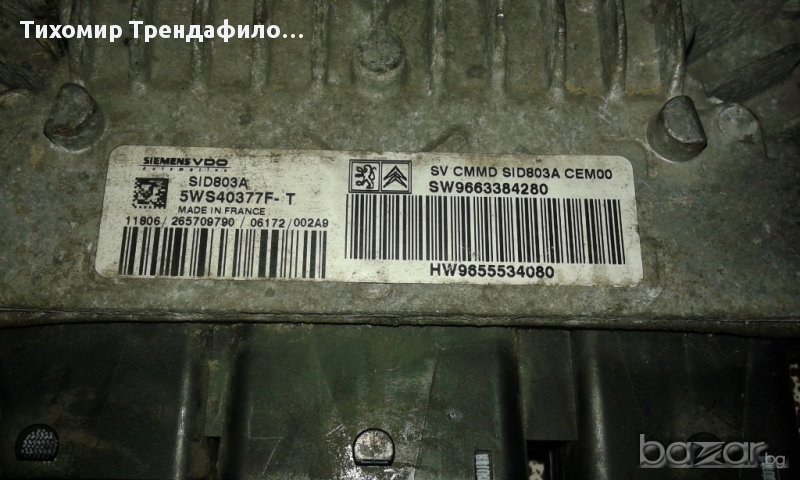 Тихомир Трендафило...
SIEMENS VDO
Automotive
SID803A
5WS40377F-T
MADE IN FRANCE
11806/265709790/06172/002A9
SV CMMD SID803A CEM00
SW9663384280
HW9655534080
bazar.bg